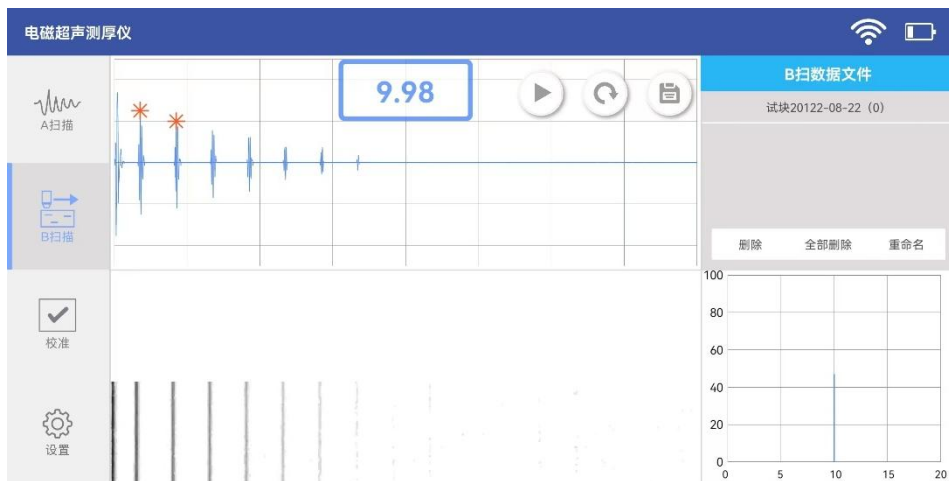 电磁超声测厚仪
A扫描
B扫描
校准
设置
9.98
B扫数据文件
试块20122-08-22（0）
删除 全部删除 重命名
100
80
60
40
20
0
0 5 10 15 20